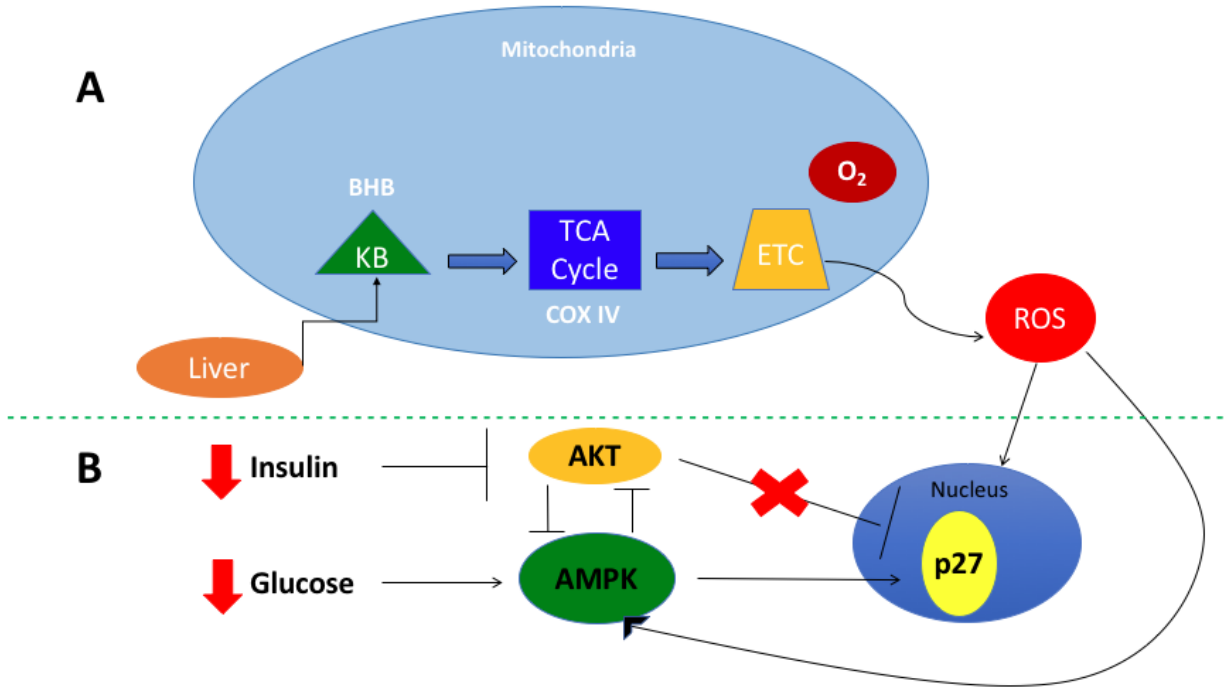 Mitochondria
A
O₂
BHB
KB
TCA
Cycle
ETC
COX IV
ROS
Liver
B
Insulin
AKT
Nucleus
p27
Glucose
AMPK